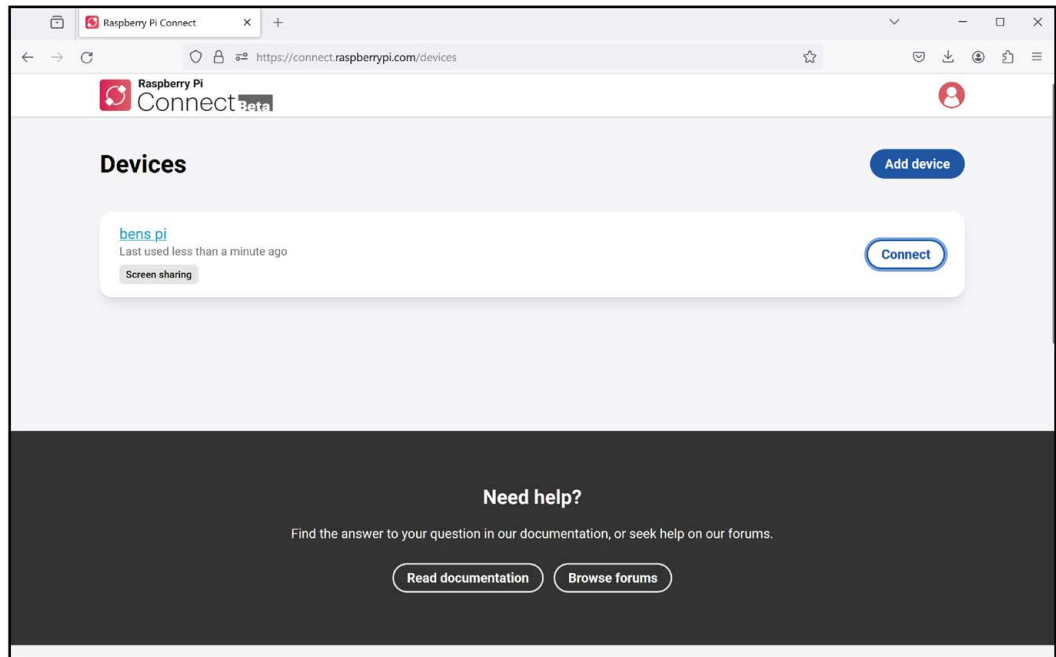 Raspberry Pi Connect
https://connect.raspberrypi.com/devices
Raspberry Pi
Connect Beta
Devices
Add device
bens pi
Last used less than a minute ago
Connect
Screen sharing
Need help?
Find the answer to your question in our documentation, or seek help on our forums.
Read documentation Browse forums